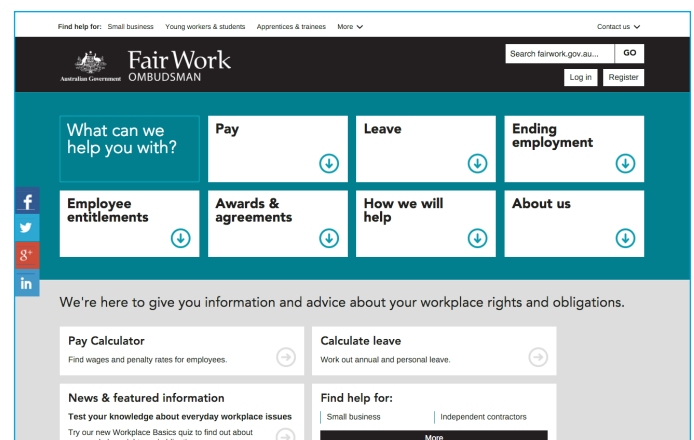 Find help for: Small business Young workers & students Apprentices & trainees More Contact us
Australian Government
Fair Work
OMBUDSMAN
Search fairwork.gov.au... GO
Log in Register
What can we
help you with?
Pay
Leave
Ending
employment
Employee
entitlements
Awards &
agreements
How we will
help
About us
f
g+
in
We're here to give you information and advice about your workplace rights and obligations.
Pay Calculator
Find wages and penalty rates for employees.
Calculate leave
Work out annual and personal leave.
News & featured information
Test your knowledge about everyday workplace issues
Try our new Workplace Basics quiz to find out about
Find help for:
Small business Independent contractors
More